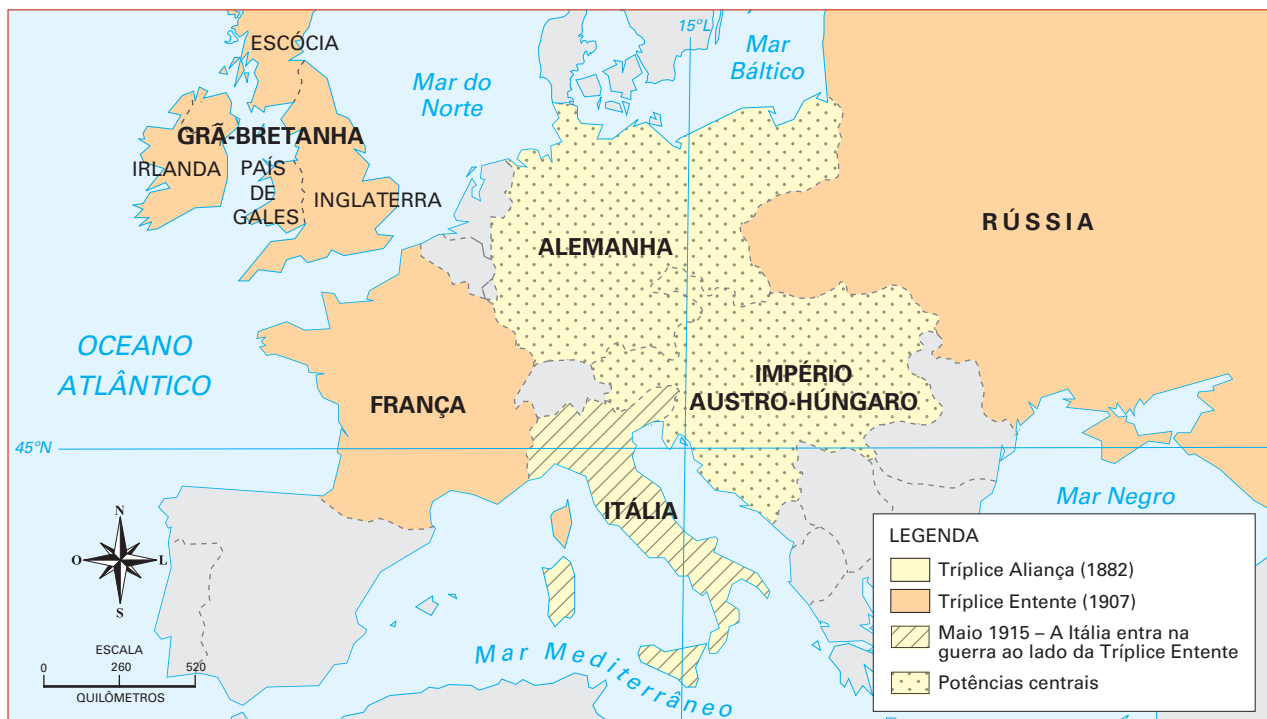 ESCÓCIA
GRÃ-BRETANHA
IRLANDA
PAÍS
DE
GALES
INGLATERRA
Mar do
Norte
15ºL
Mar
Báltico
RÚSSIA
ALEMANHA
OCEANO
ATLÂNTICO
FRANÇA
IMPÉRIO
AUSTRO-HÚNGARO
45ºN
ITÁLIA
Mar Negro
Mar Mediterrâneo
N
O
L
S
ESCALA
0 260 520
QUILÔMETROS
LEGENDA
Tríplice Aliança (1882)
Tríplice Entente (1907)
Maio 1915 – A Itália entra na
guerra ao lado da Tríplice Entente
Potências centrais